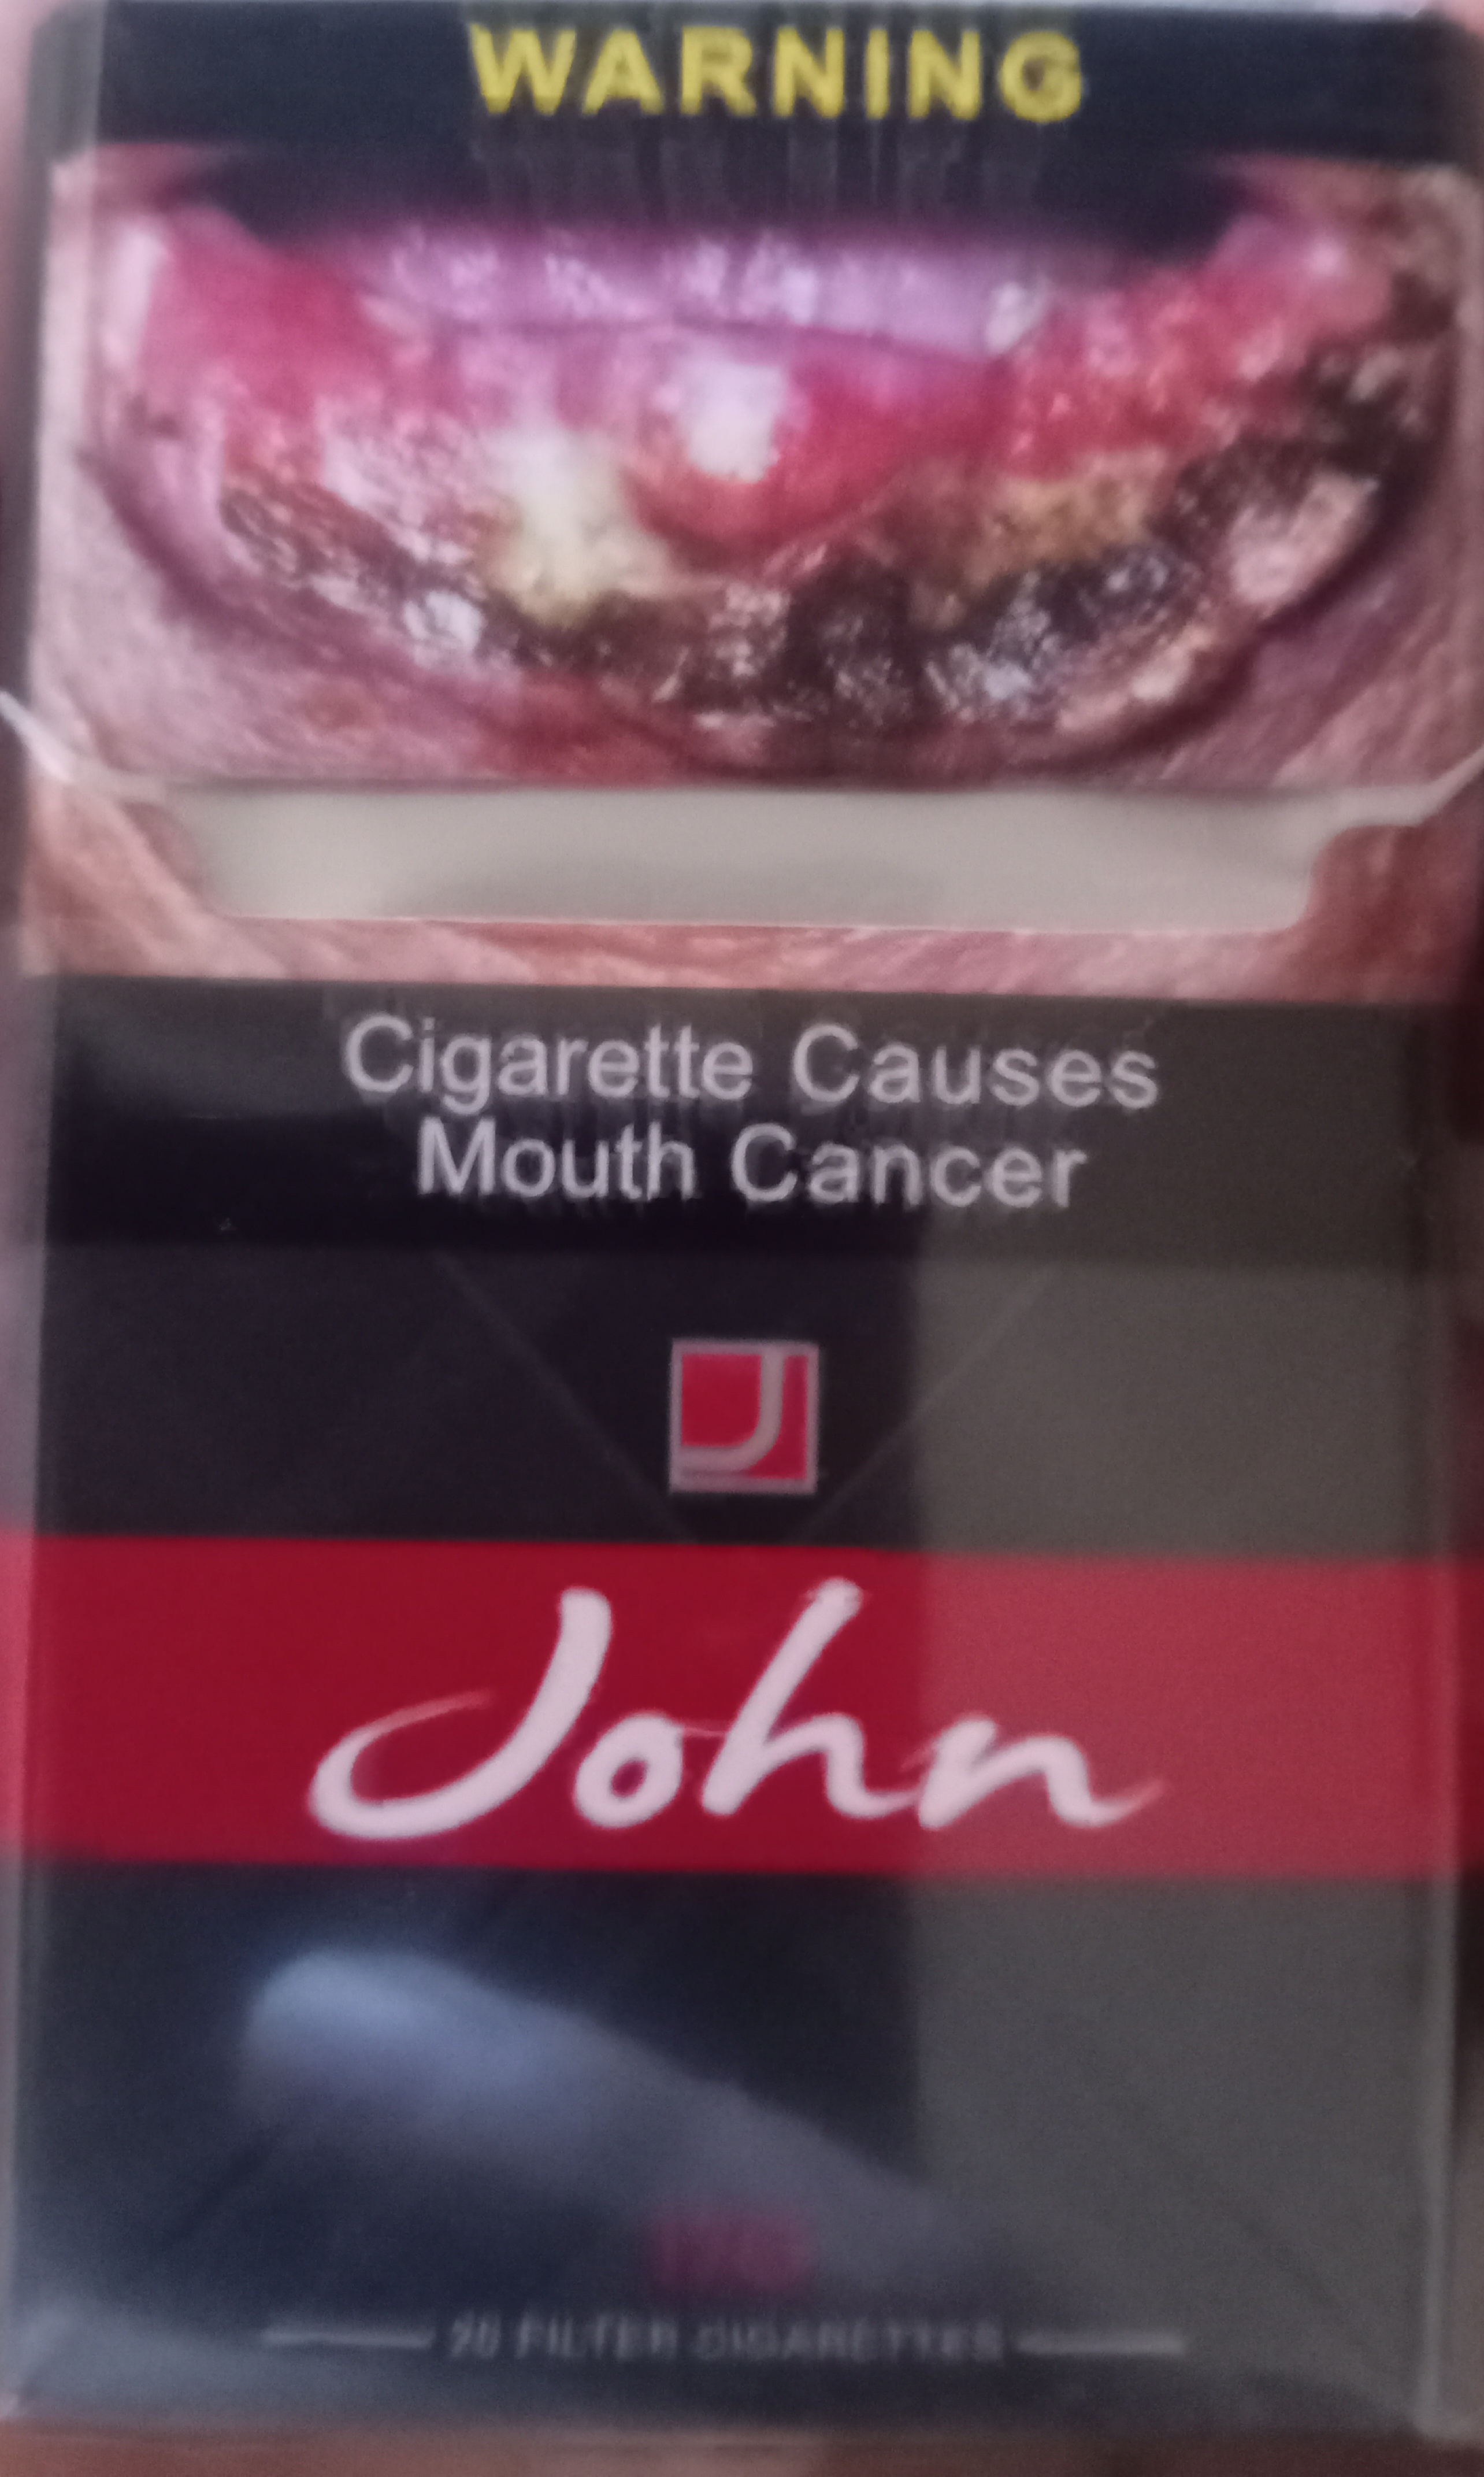 WARNING
Cigarette Causes
Mouth Cancer
J
John
20 FILTER CIGARETTES